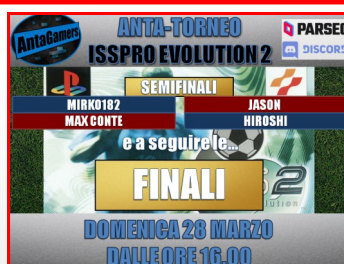 ANTA-TORNEO
AntaGamers
PARSEC
ISSPRO EVOLUTION 2
DISCORD
SEMIFINALI
MIRKO182 JASON
MAX CONTE HIROSHI
e a seguire le...
FINALI
2
DOMENICA 28 MARZO
DALLE ORE 16.00